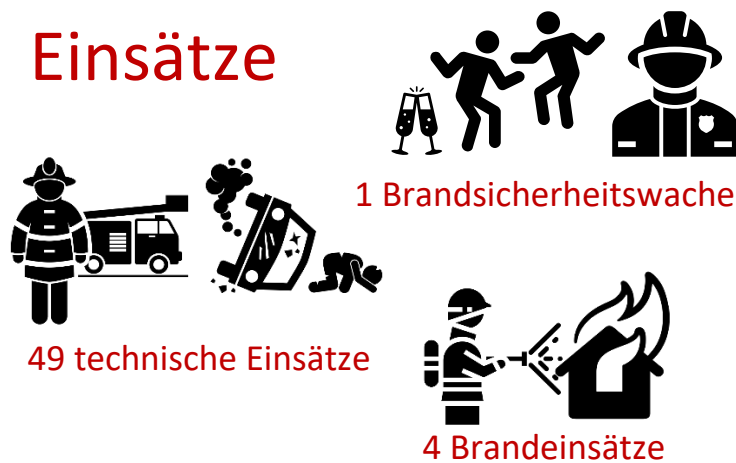 Einsätze
1 Brandsicherheitswache
49 technische Einsätze
4 Brandeinsätze